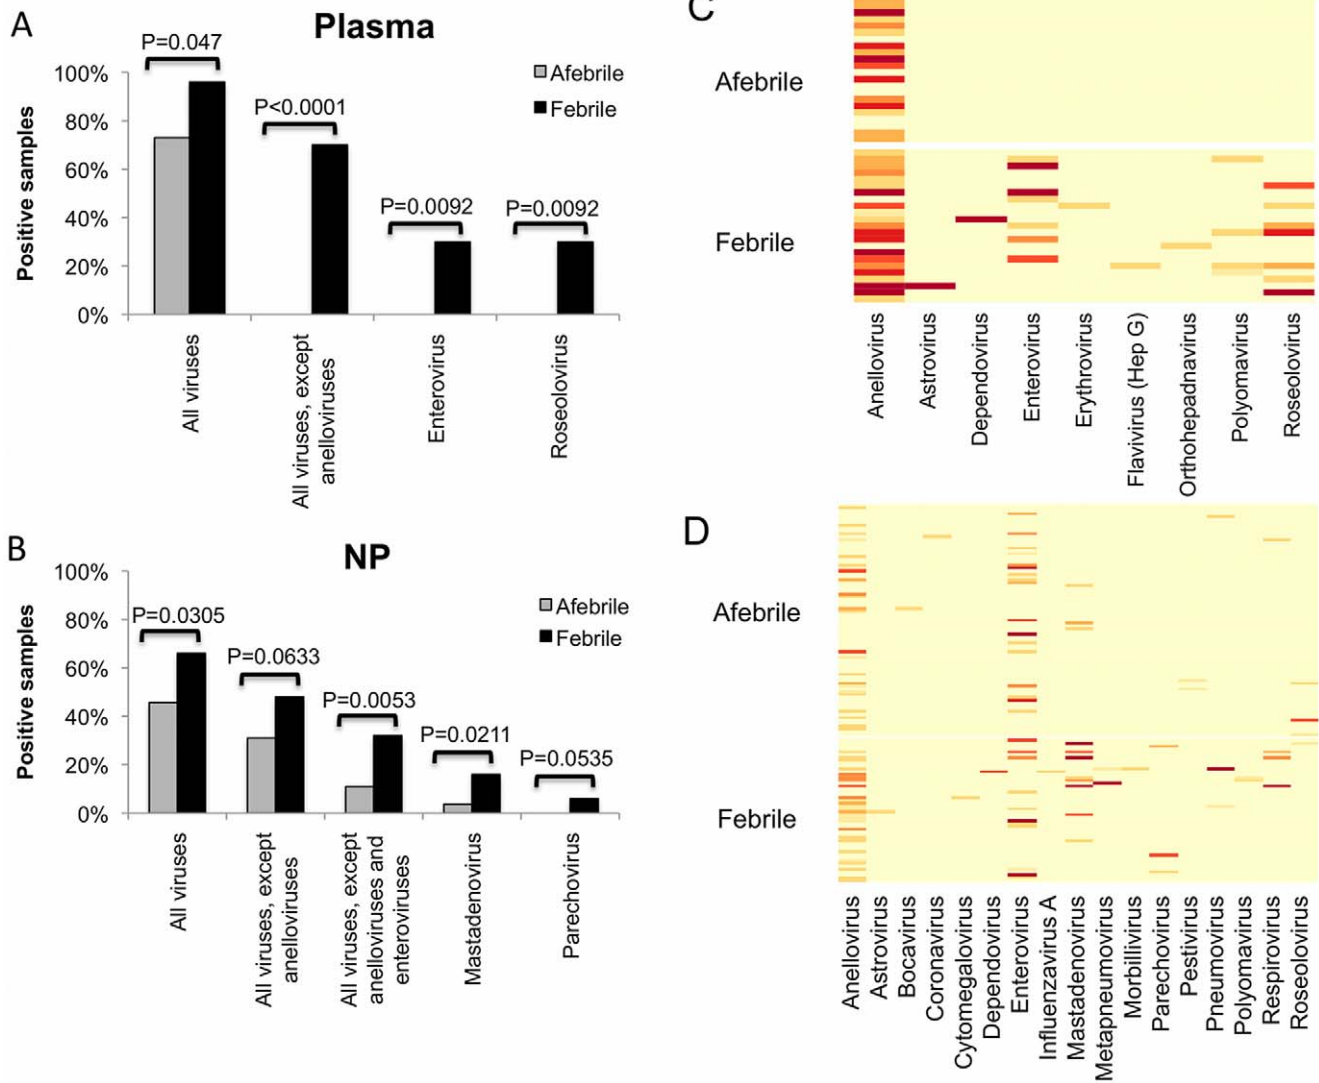 A
Plasma
P=0.047
P<0.0001
P=0.0092
P=0.0092
Afebrile
Febrile
Positive samples
100%
80%
60%
40%
20%
0%
All viruses
All viruses, except
anelloviruses
Enterovirus
Roseolovirus
B
NP
P=0.0305
P=0.0633
P=0.0053
P=0.0211
P=0.0535
Afebrile
Febrile
Positive samples
100%
80%
60%
40%
20%
0%
All viruses
All viruses, except
anelloviruses
All viruses, except
anelloviruses and
enteroviruses
Mastadenovirus
Parechovirus
C
Afebrile
Febrile
Anellovirus
Astrovirus
Dependovirus
Enterovirus
Erythrovirus
Flavivirus (Hep G)
Orthohepadnavirus
Polyomavirus
Roseolovirus
D
Afebrile
Febrile
Anellovirus
Astrovirus
Bocavirus
Coronavirus
Cytomegalovirus
Dependovirus
Enterovirus
Influenzavirus A
Mastadenovirus
Metapneumovirus
Morbillivirus
Parechovirus
Pestivirus
Pneumovirus
Polyomavirus
Respirovirus
Roseolovirus